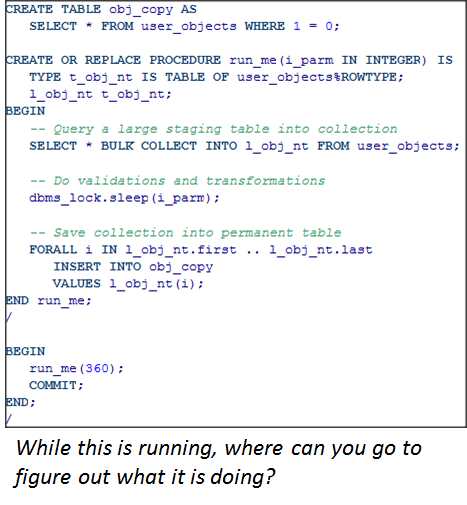 CREATE TABLE obj_copy AS
SELECT * FROM user_objects WHERE 1 = 0;
CREATE OR REPLACE PROCEDURE run_me(i_parm IN INTEGER) IS
TYPE t_obj_nt IS TABLE OF user_objects%ROWTYPE;
l_obj_nt t_obj_nt;
BEGIN
-- Query a large staging table into collection
SELECT * BULK COLLECT INTO l_obj_nt FROM user_objects;
-- Do validations and transformations
dbms_lock.sleep(i_parm);
-- Save collection into permanent table
FORALL i IN l_obj_nt.first .. l_obj_nt.last
INSERT INTO obj_copy
VALUES l_obj_nt(i);
END run_me;
/
BEGIN
run_me(360);
COMMIT;
END;
/
While this is running, where can you go to
figure out what it is doing?